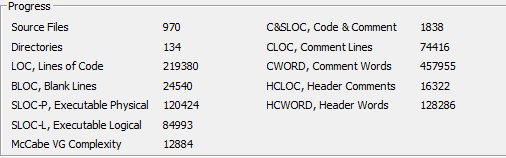 Progress
Source Files 970 C&SLOC, Code & Comment 1838
Directories 134 CLOC, Comment Lines 74416
LOC, Lines of Code 219380 CWORD, Comment Words 457955
BLOC, Blank Lines 24540 HCLOC, Header Comments 16322
SLOC-P, Executable Physical 120424 HCWORD, Header Words 128286
SLOC-L, Executable Logical 84993
McCabe VG Complexity 12884